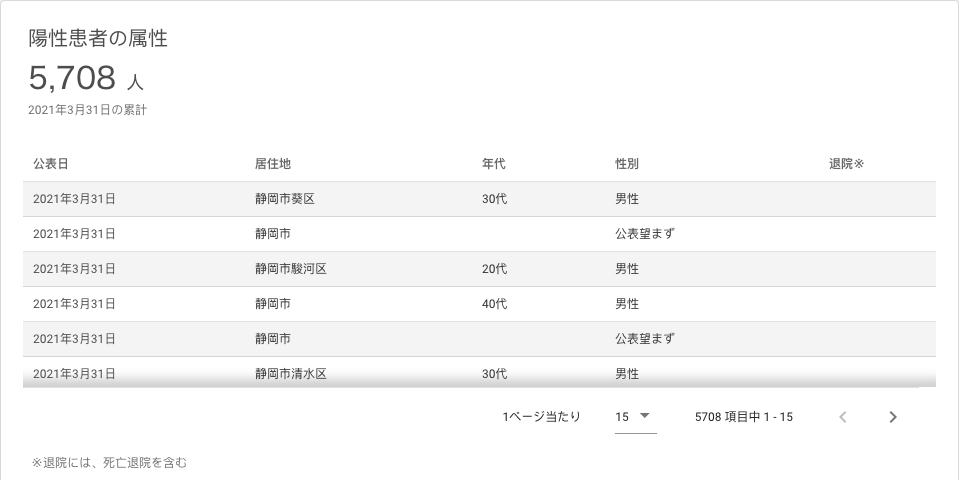 陽性患者の属性
5,708 人
2021年3月31日の累計
公表日 居住地 年代 性別 退院※
2021年3月31日 静岡市葵区 30代 男性
2021年3月31日 静岡市 公表望まず
2021年3月31日 静岡市駿河区 20代 男性
2021年3月31日 静岡市 40代 男性
2021年3月31日 静岡市 公表望まず
2021年3月31日 静岡市清水区 30代 男性
1ページ当たり 15 5708 項目中 1 - 15
※退院には、死亡退院を含む